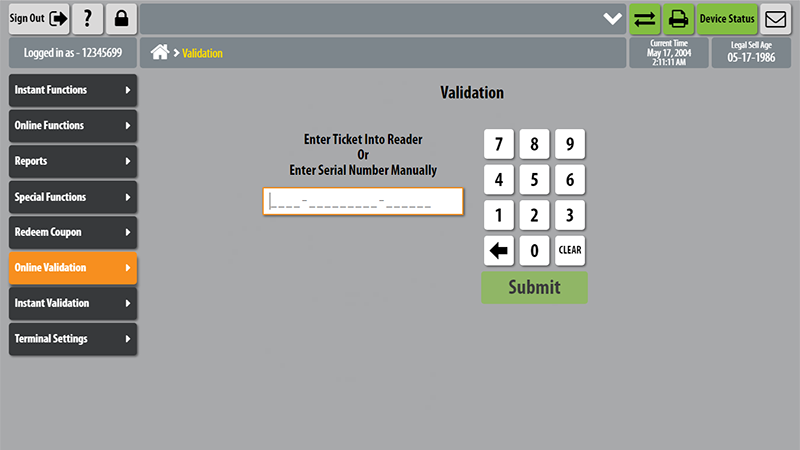 Sign Out
?
Device Status
Logged in as - 12345699
> Validation
Current Time
May 17, 2004
2:11:11 AM
Legal Sell Age
05-17-1986
Instant Functions
Online Functions
Reports
Special Functions
Redeem Coupon
Online Validation
Instant Validation
Terminal Settings
Validation
Enter Ticket Into Reader
Or
Enter Serial Number Manually
____-_________-______
7 8 9
4 5 6
1 2 3
0 CLEAR
Submit